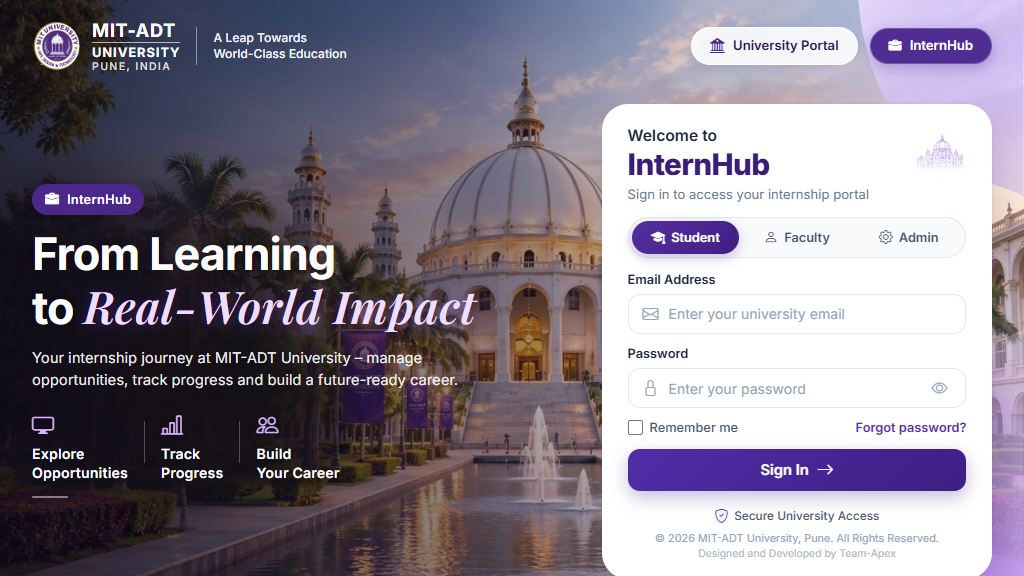 MIT-ADT
UNIVERSITY
PUNE, INDIA
A Leap Towards
World-Class Education
University Portal
InternHub
InternHub
From Learning
to Real-World Impact
Your internship journey at MIT-ADT University – manage
opportunities, track progress and build a future-ready career.
Explore
Opportunities
Track
Progress
Build
Your Career
Welcome to
InternHub
Sign in to access your internship portal
Student
Faculty
Admin
Email Address
Enter your university email
Password
Enter your password
Remember me
Forgot password?
Sign In →
Secure University Access
© 2026 MIT-ADT University, Pune. All Rights Reserved.
Designed and Developed by Team-Apex